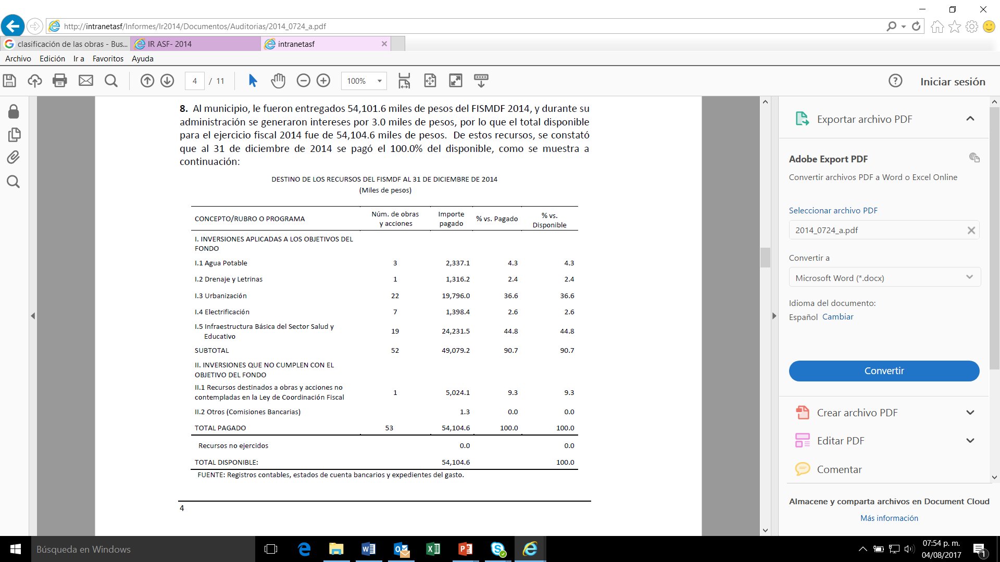 http://intranetasf/Informes/Ir2014/Documentos/Auditorias/2014_0724_a.pdf
clasificación de las obras - Bus...
IR ASF- 2014
intranetasf
Archivo Edición Ir a Favoritos Ayuda
4 / 11
100%
Iniciar sesión
8. Al municipio, le fueron entregados 54,101.6 miles de pesos del FISMDF 2014, y durante su
administración se generaron intereses por 3.0 miles de pesos, por lo que el total disponible
para el ejercicio fiscal 2014 fue de 54,104.6 miles de pesos. De estos recursos, se constató
que al 31 de diciembre de 2014 se pagó el 100.0% del disponible, como se muestra a
continuación:
DESTINO DE LOS RECURSOS DEL FISMDF AL 31 DE DICIEMBRE DE 2014
(Miles de pesos)
CONCEPTO/RUBRO O PROGRAMA Núm. de obras y acciones Importe pagado % vs. Pagado % vs. Disponible
I. INVERSIONES APLICADAS A LOS OBJETIVOS DEL
FONDO
I.1 Agua Potable 3 2,337.1 4.3 4.3
I.2 Drenaje y Letrinas 1 1,316.2 2.4 2.4
I.3 Urbanización 22 19,796.0 36.6 36.6
I.4 Electrificación 7 1,398.4 2.6 2.6
I.5 Infraestructura Básica del Sector Salud y
Educativo 19 24,231.5 44.8 44.8
SUBTOTAL 52 49,079.2 90.7 90.7
II. INVERSIONES QUE NO CUMPLEN CON EL
OBJETIVO DEL FONDO
II.1 Recursos destinados a obras y acciones no
contempladas en la Ley de Coordinación Fiscal 1 5,024.1 9.3 9.3
II.2 Otros (Comisiones Bancarias) 1.3 0.0 0.0
TOTAL PAGADO 53 54,104.6 100.0 100.0
Recursos no ejercidos 0.0 0.0
TOTAL DISPONIBLE: 54,104.6 100.0
FUENTE: Registros contables, estados de cuenta bancarios y expedientes del gasto.
4
Exportar archivo PDF
Adobe Export PDF
Convertir archivos PDF a Word o Excel Online
Seleccionar archivo PDF
2014_0724_a.pdf
Convertir a
Microsoft Word (*.docx)
Idioma del documento:
Español Cambiar
Convertir
Crear archivo PDF
Editar PDF
Comentar
Almacene y comparta archivos en Document Cloud
Más información
Búsqueda en Windows
07:54 p. m.
04/08/2017
1